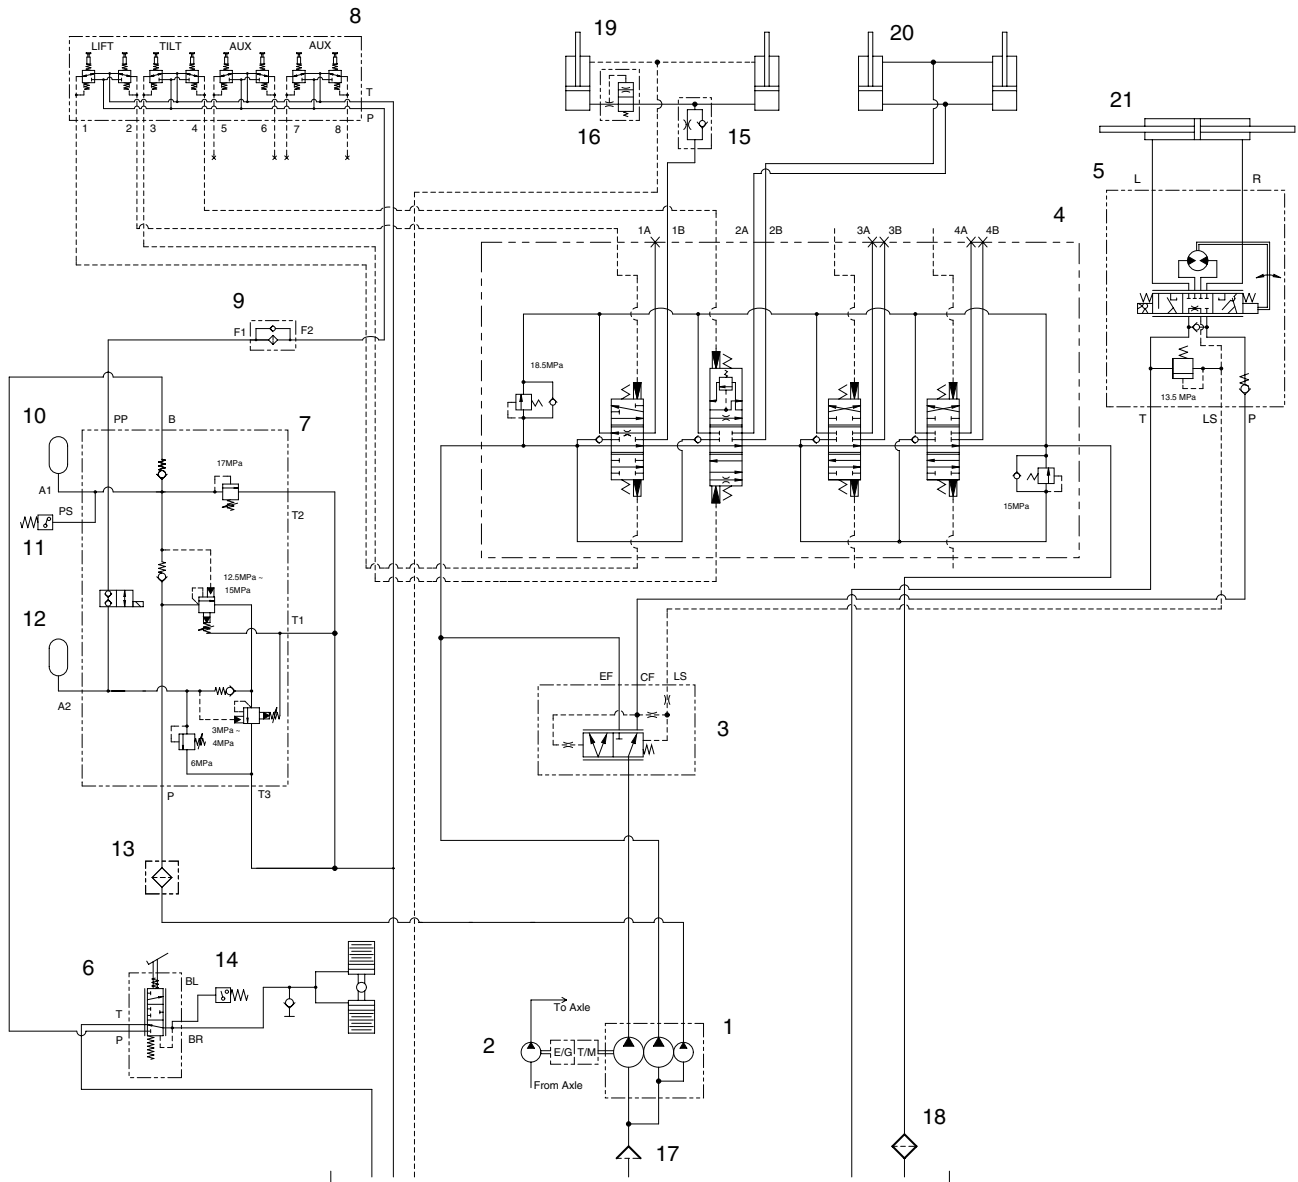 8
19
20
LIFT TILT AUX AUX
21
T
P
1 2 3 4 5 6 7 8
16
15
5
L R
4
1A 1B 2A 2B 3A 3B 4A 4B
9
F1 F2
18.5MPa
13.5 MPa
10
PP B
7
T LS P
17MPa
A1
PS
T2
15MPa
11
12.5MPa ~
15MPa
12
T1
EF CF LS
A2
3MPa ~
4MPa
3
6MPa
P T3
13
6
14
BL
T
P
BR
To Axle
1
2
E/G T/M
From Axle
17
18